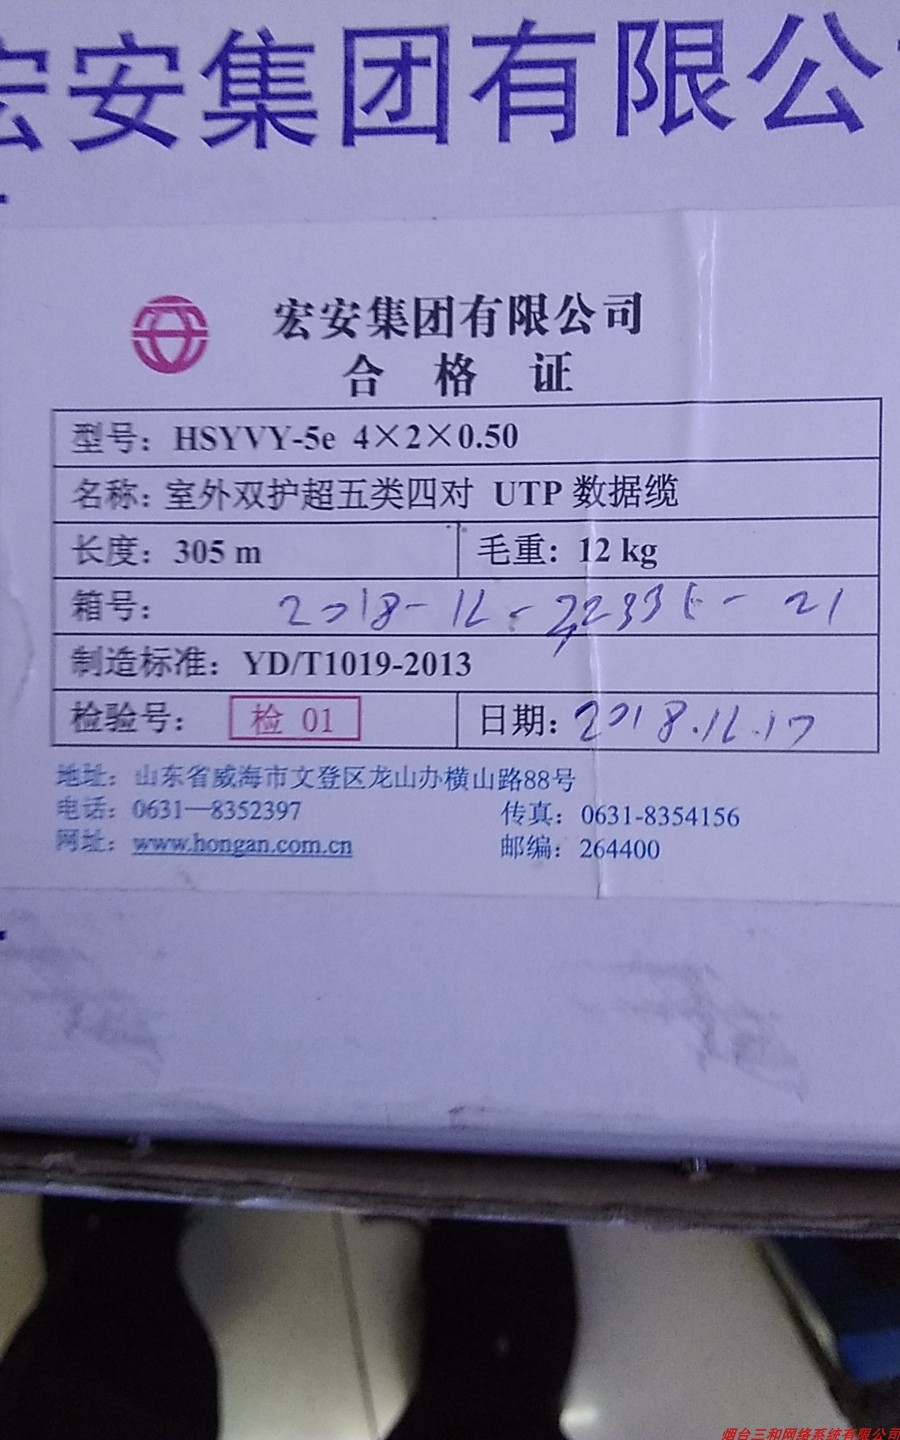 宏安集团有限公
宏安集团有限公司
合格证
型号：HSYVY-5e 4×2×0.50
名称：室外双护超五类四对 UTP 数据缆
长度：305 m 毛重：12 kg
箱号： 2018-12- -21
制造标准：YD/T1019-2013
检验号：检 01 日期：2018.12.17
地址：山东省威海市文登区龙山办横山路88号
电话：0631—8352397 传真：0631-8354156
网址：www.hongan.com.cn 邮编：264400
烟台三和网络系统有限公司